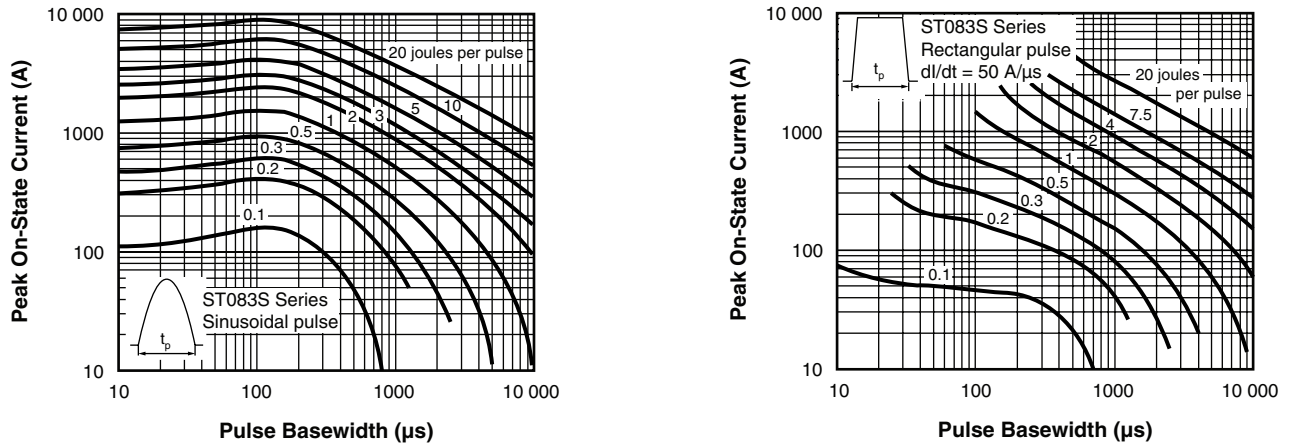 Peak On-State Current (A)
10 000
1000
100
10
20 joules per pulse
10
5
3
2
1
0.5
0.3
0.2
0.1
ST083S Series
Sinusoidal pulse
tp
10
100
1000
10 000
Pulse Basewidth (µs)
Peak On-State Current (A)
10 000
1000
100
10
tp
ST083S Series
Rectangular pulse
dI/dt = 50 A/µs
20 joules
per pulse
7.5
4
2
1
0.5
0.3
0.2
0.1
10
100
1000
10 000
Pulse Basewidth (µs)